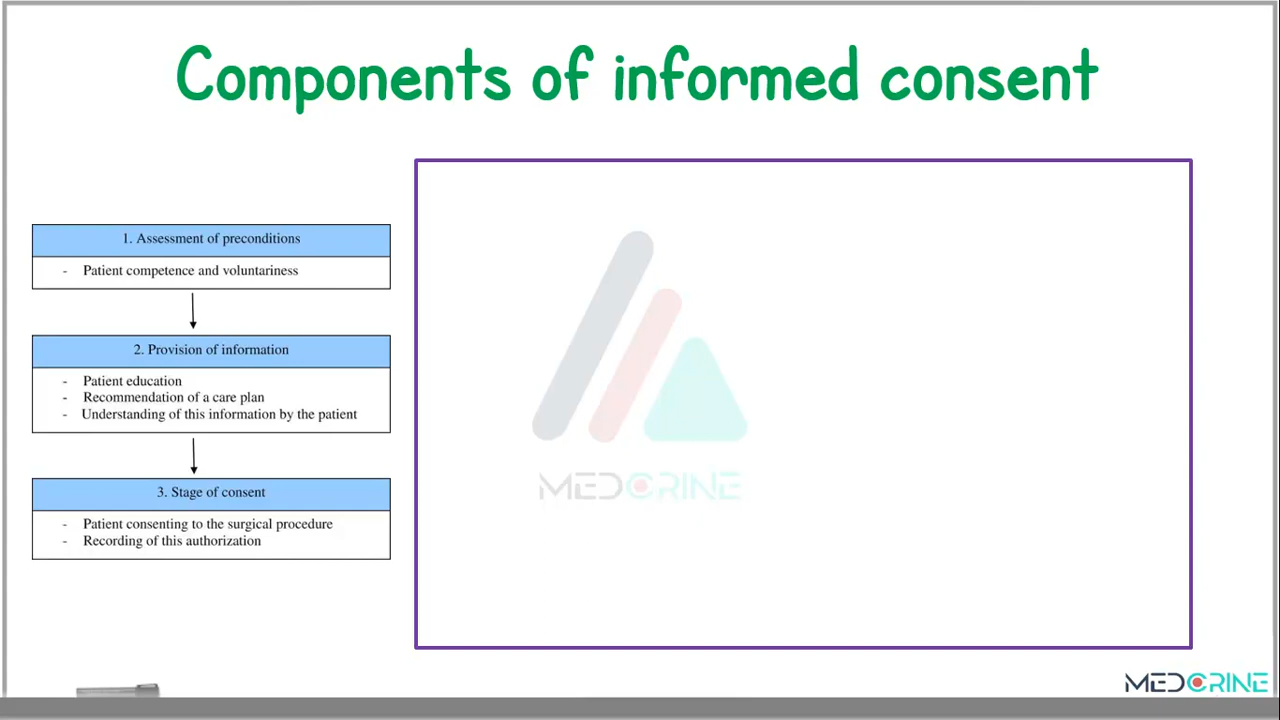 Components of informed consent
1. Assessment of preconditions
- Patient competence and voluntariness
2. Provision of information
- Patient education
- Recommendation of a care plan
- Understanding of this information by the patient
3. Stage of consent
- Patient consenting to the surgical procedure
- Recording of this authorization
MEDCRINE
MEDCRINE